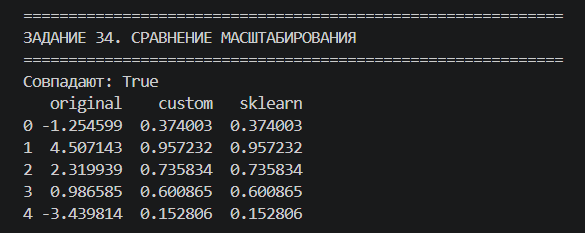 ============================================================
ЗАДАНИЕ 34. СРАВНЕНИЕ МАСШТАБИРОВАНИЯ
============================================================
Совпадают: True
   original    custom   sklearn
0 -1.254599  0.374003  0.374003
1  4.507143  0.957232  0.957232
2  2.319939  0.735834  0.735834
3  0.986585  0.600865  0.600865
4 -3.439814  0.152806  0.152806